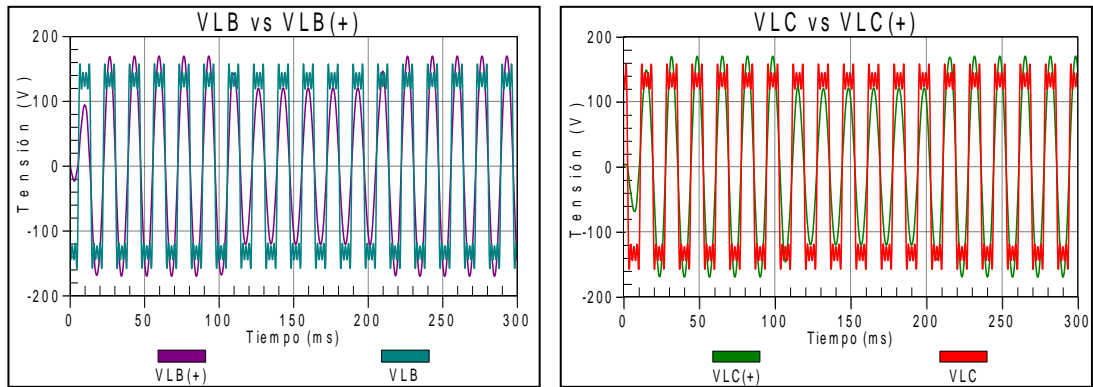 VLB vs VLB(+)
Tensión (V)
200
100
0
-100
-200
0 50 100 150 200 250 300
Tiempo (ms)
VLB(+) VLB
VLC vs VLC(+)
Tensión (V)
200
100
0
-100
-200
0 50 100 150 200 250 300
Tiempo (ms)
VLC(+) VLC